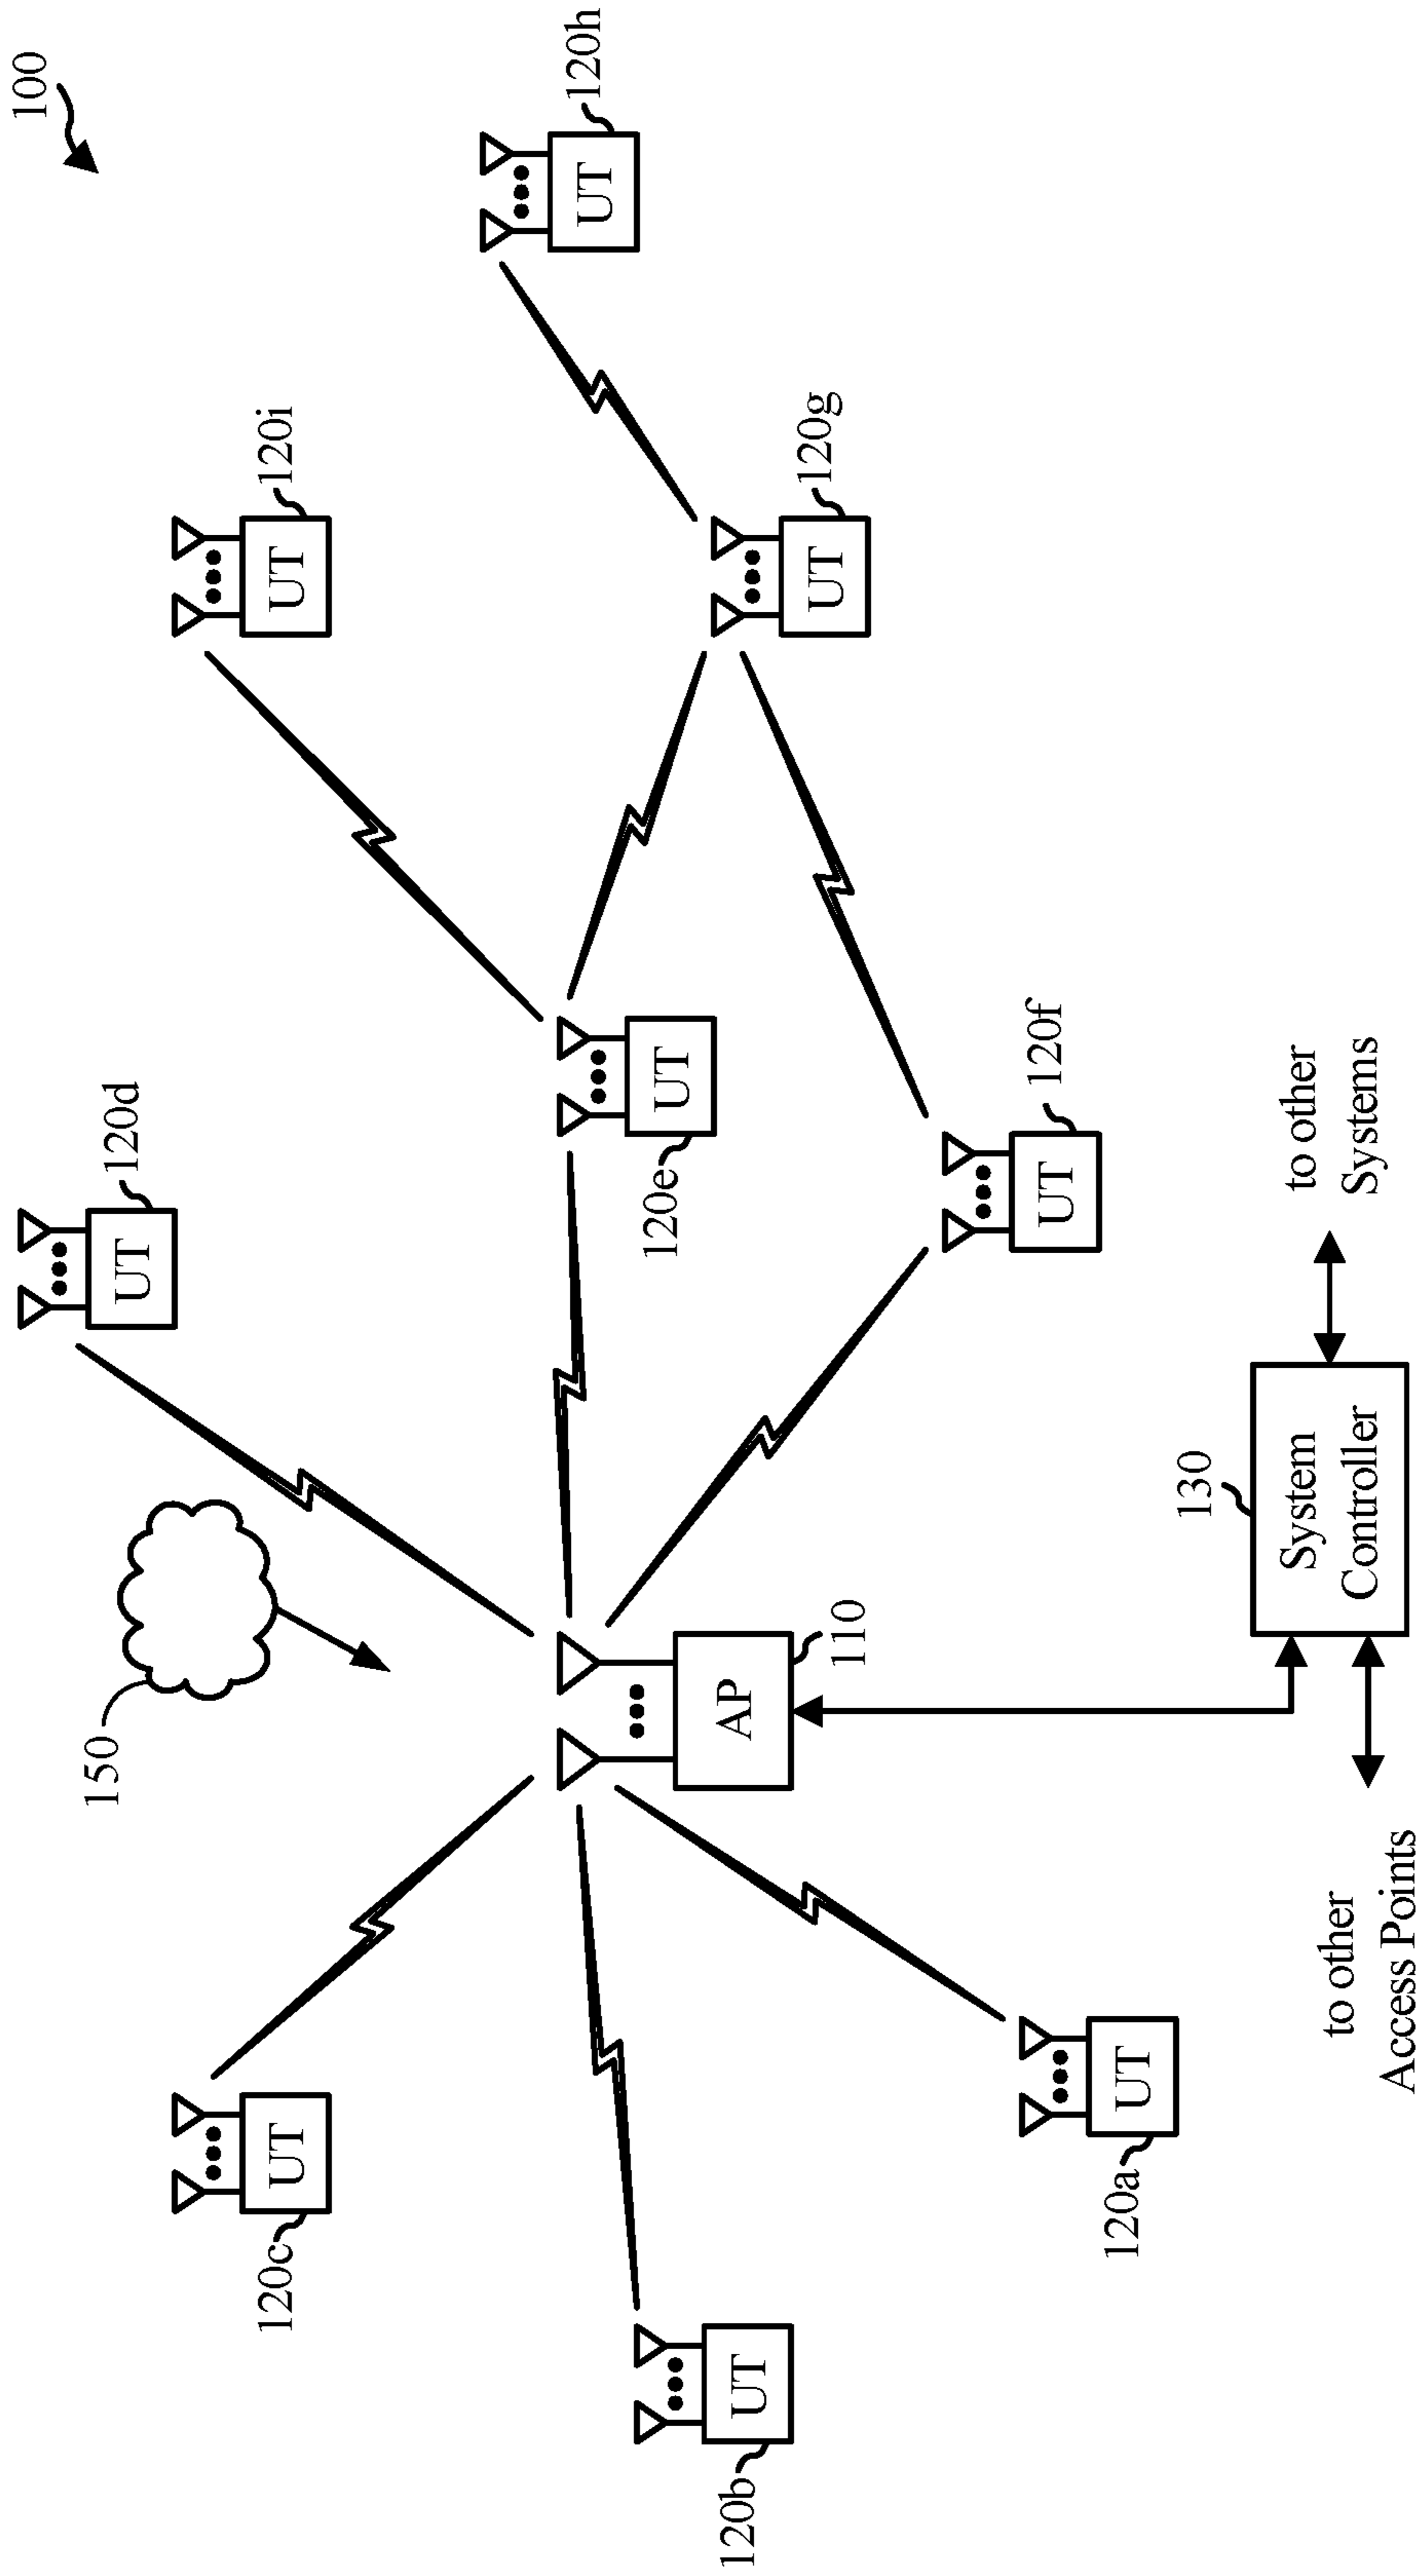 100
120d
UT
120i
UT
150
120c
UT
120h
UT
120e
UT
120g
UT
120b
UT
AP
110
120f
UT
120a
UT
130
System
Controller
to other
Systems
to other
Access Points